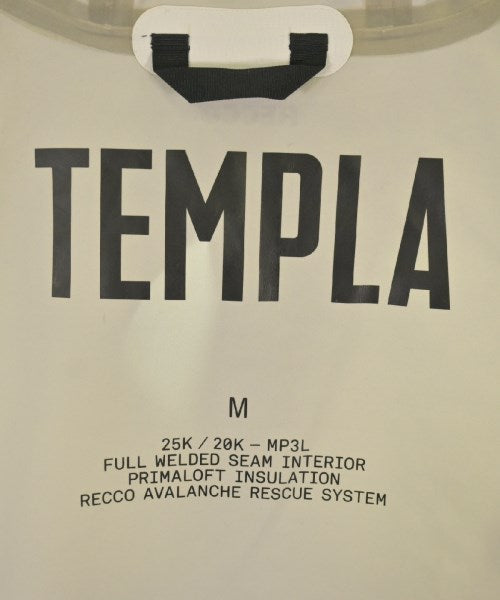 TEMPLA
M
25K / 20K – MP3L
FULL WELDED SEAM INTERIOR
PRIMALOFT INSULATION
RECCO AVALANCHE RESCUE SYSTEM